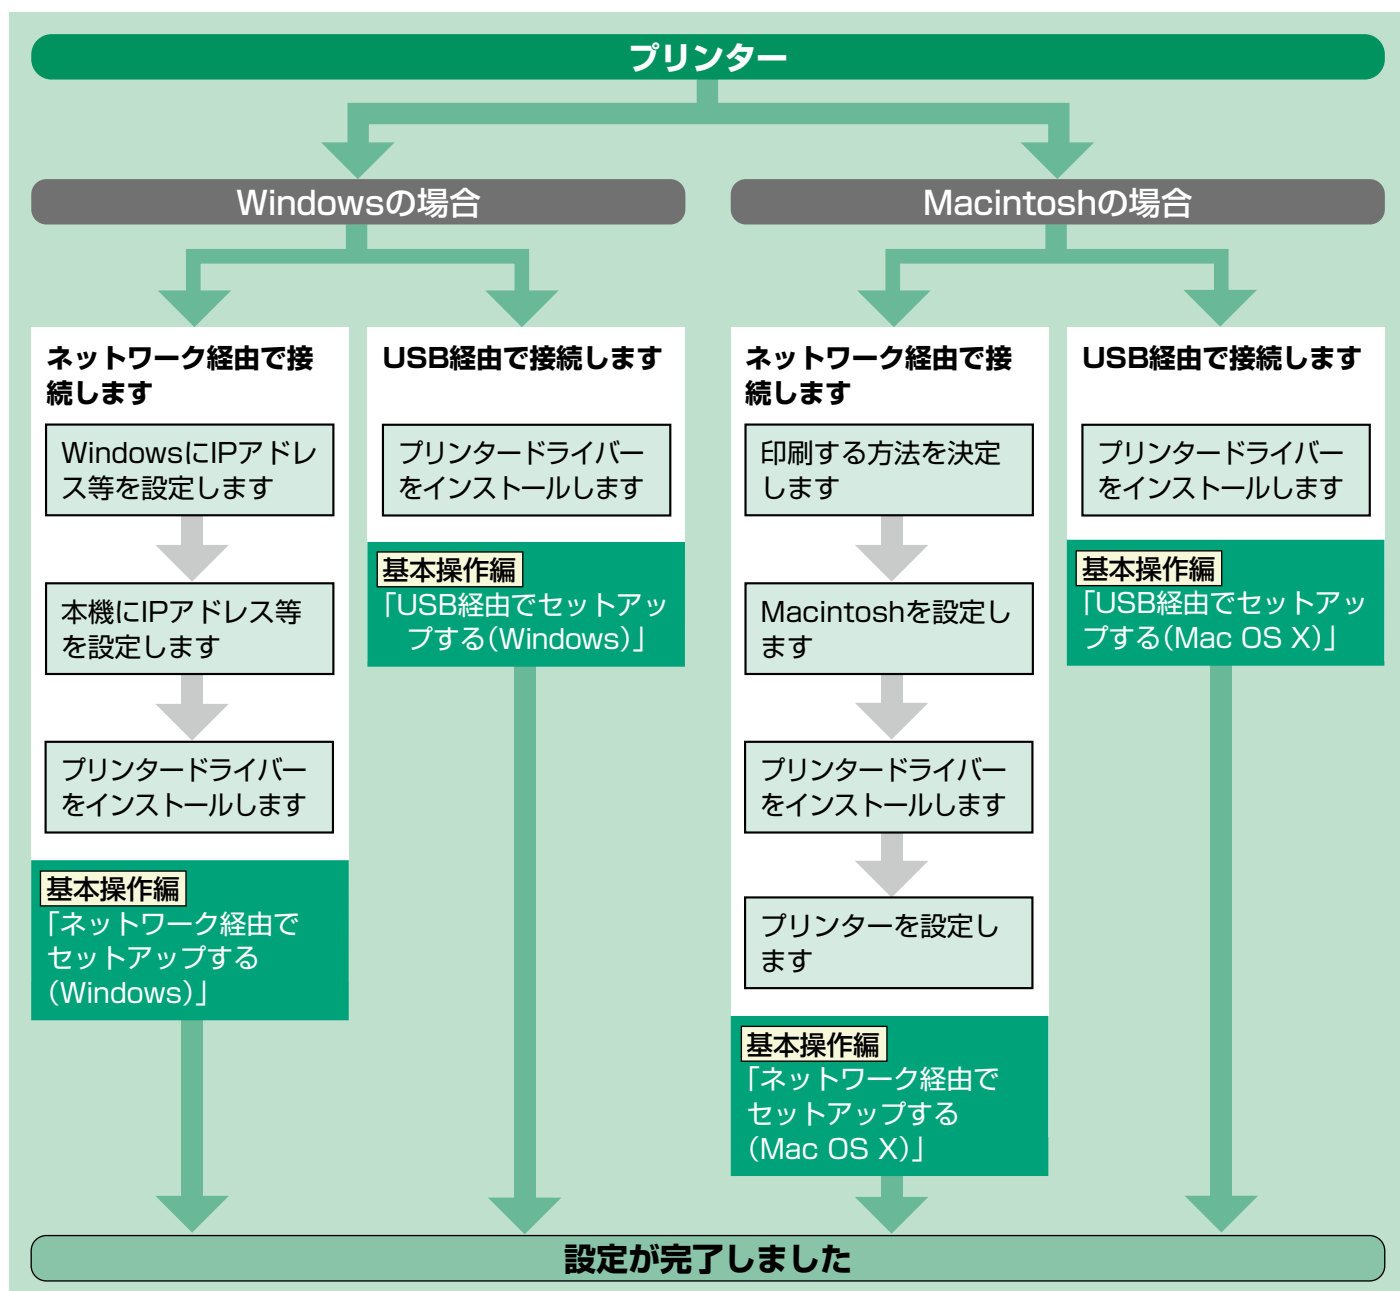 プリンター
Windowsの場合
ネットワーク経由で接
続します
WindowsにIPアドレ
ス等を設定します
本機にIPアドレス等
を設定します
プリンタードライバー
をインストールします
基本操作編
「ネットワーク経由で
セットアップする
(Windows)」
USB経由で接続します
プリンタードライバー
をインストールします
基本操作編
「USB経由でセットアッ
プする(Windows)」
Macintoshの場合
ネットワーク経由で接
続します
印刷する方法を決定
します
Macintoshを設定し
ます
プリンタードライバー
をインストールします
プリンターを設定し
ます
基本操作編
「ネットワーク経由で
セットアップする
(Mac OS X)」
USB経由で接続します
プリンタードライバー
をインストールします
基本操作編
「USB経由でセットアッ
プする(Mac OS X)」
設定が完了しました